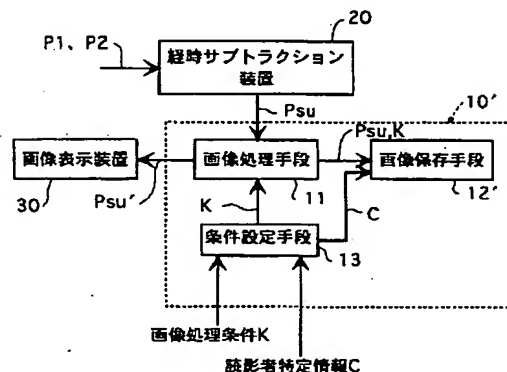 20
P1、P2
経時サブトラクション
装置
Psu
10′
Psu,K
画像表示装置
画像処理手段
画像保存手段
30
Psu′
11
12′
K
C
条件設定手段
13
画像処理条件K
読影者特定情報C